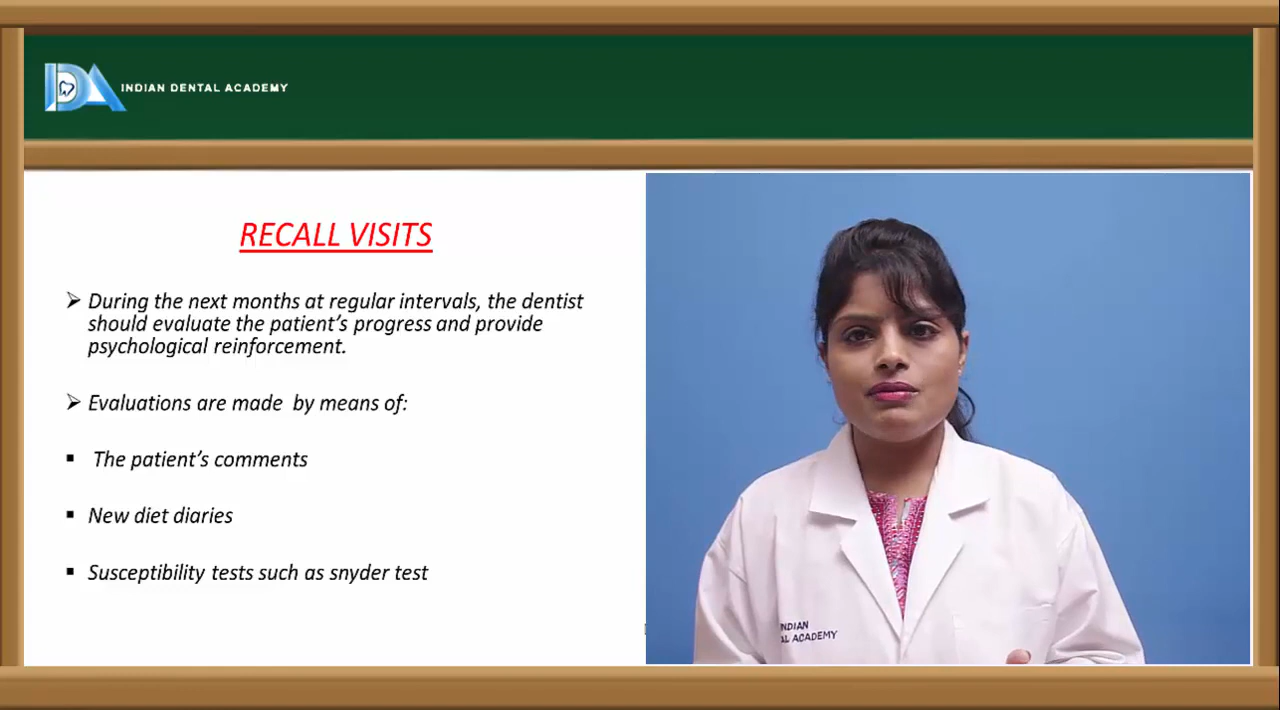 INDIAN DENTAL ACADEMY
RECALL VISITS
➢ During the next months at regular intervals, the dentist
should evaluate the patient's progress and provide
psychological reinforcement.
➢ Evaluations are made by means of:
▪ The patient's comments
▪ New diet diaries
▪ Susceptibility tests such as snyder test
ACADEMY